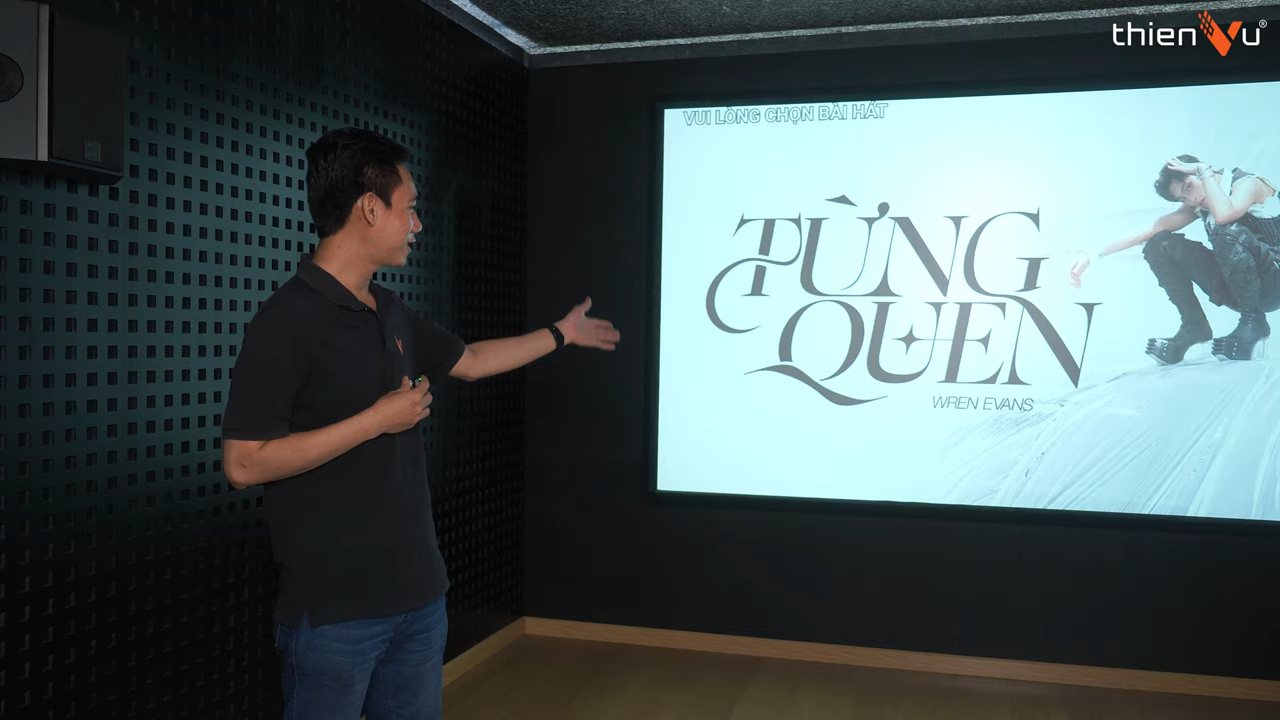 thienVu®
VUI LÒNG CHỌN BÀI HÁT
TỪNG
QUEN
WREN EVANS